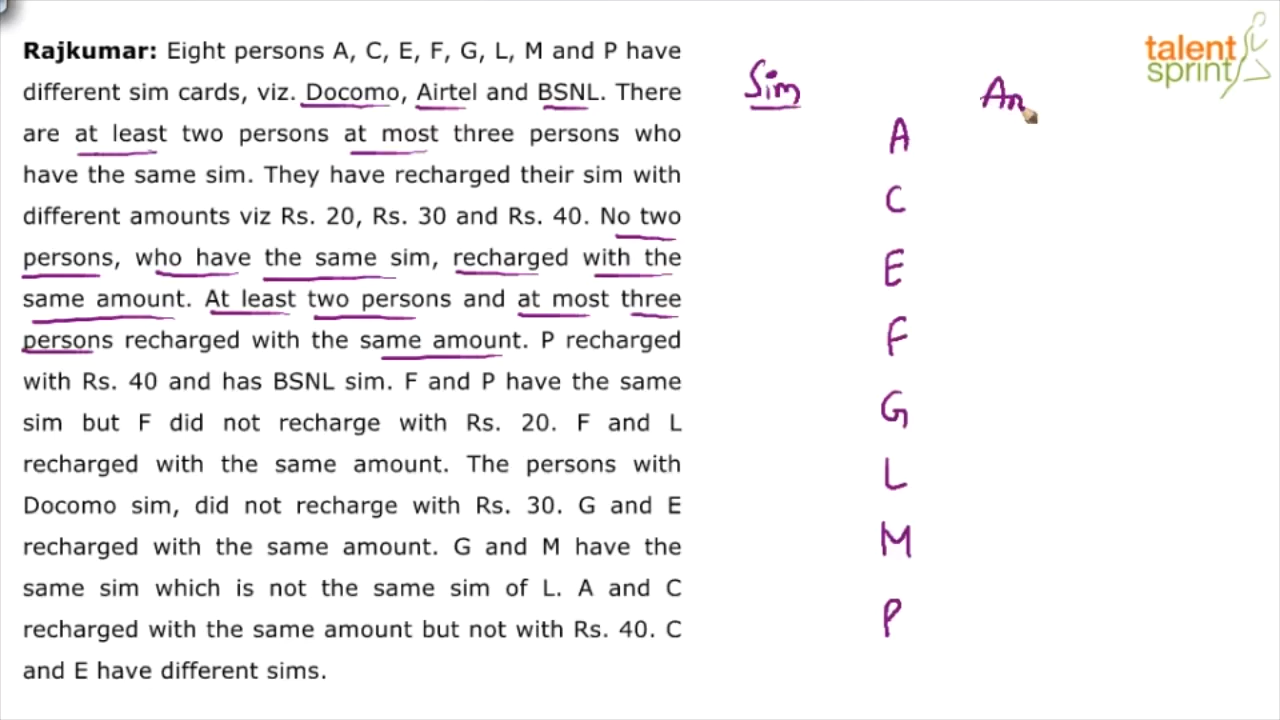 Rajkumar: Eight persons A, C, E, F, G, L, M and P have
different sim cards, viz. Docomo, Airtel and BSNL. There
are at least two persons at most three persons who
have the same sim. They have recharged their sim with
different amounts viz Rs. 20, Rs. 30 and Rs. 40. No two
persons, who have the same sim, recharged with the
same amount. At least two persons and at most three
persons recharged with the same amount. P recharged
with Rs. 40 and has BSNL sim. F and P have the same
sim but F did not recharge with Rs. 20. F and L
recharged with the same amount. The persons with
Docomo sim, did not recharge with Rs. 30. G and E
recharged with the same amount. G and M have the
same sim which is not the same sim of L. A and C
recharged with the same amount but not with Rs. 40. C
and E have different sims.
Sim
Am
A
C
E
F
G
L
M
P
talent
sprint